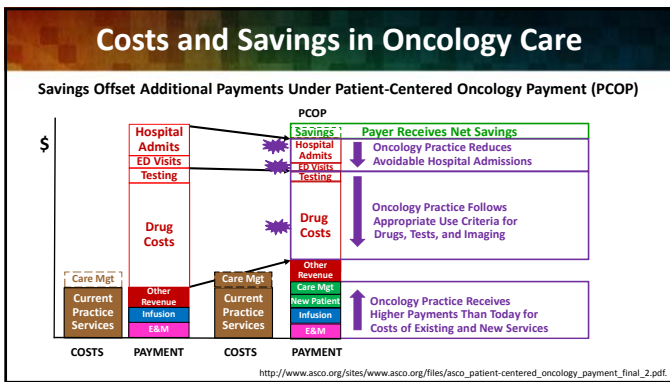 Costs and Savings in Oncology Care
Savings Offset Additional Payments Under Patient-Centered Oncology Payment (PCOP)
PCOP
$
Hospital
Admits
ED Visits
Testing
Drug
Costs
Savings
Payer Receives Net Savings
Hospital
Admits
ED Visits
Testing
Drug
Costs
Oncology Practice Reduces
Avoidable Hospital Admissions
Oncology Practice Follows
Appropriate Use Criteria for
Drugs, Tests, and Imaging
Care Mgt
Current
Practice
Services
Other
Revenue
Infusion
E&M
Care Mgt
Current
Practice
Services
Other
Revenue
Care Mgt
New Patient
Infusion
E&M
Oncology Practice Receives
Higher Payments Than Today for
Costs of Existing and New Services
COSTS
PAYMENT
COSTS
PAYMENT
http://www.asco.org/sites/www.asco.org/files/asco_patient-centered_oncology_payment_final_2.pdf.